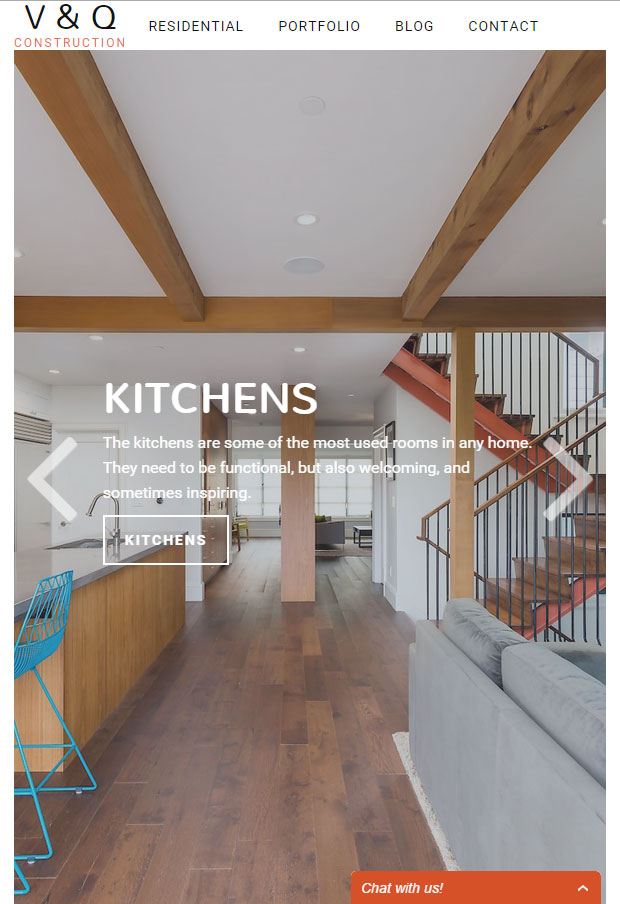 V & Q
CONSTRUCTION
RESIDENTIAL
PORTFOLIO
BLOG
CONTACT
KITCHENS
The kitchens are some of the most used rooms in any home.
They need to be functional, but also welcoming, and
sometimes inspiring.
KITCHENS
Chat with us!